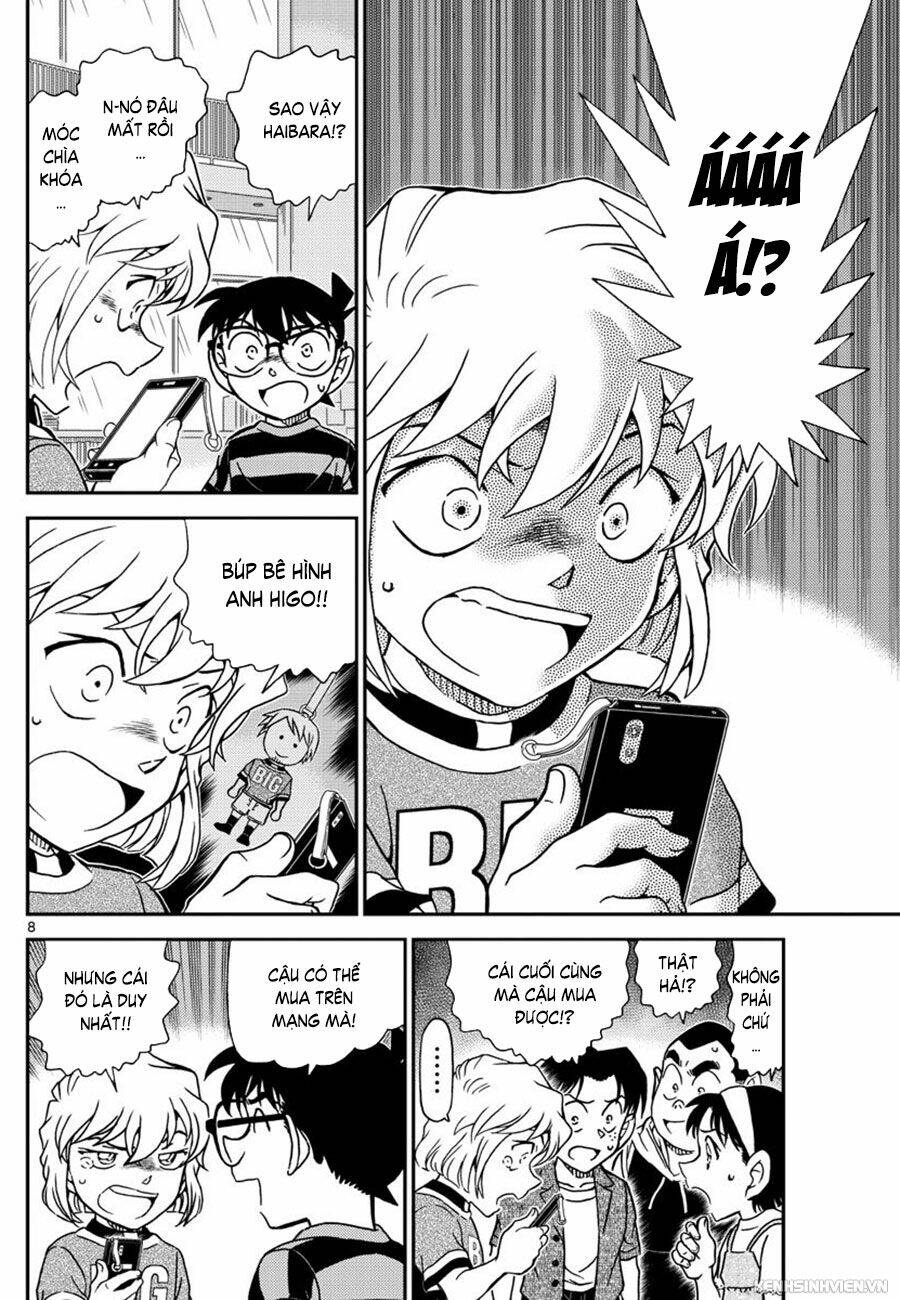 ÁÁÁÁ
Á!?
SAO VẬY
HAIBARA!?
N-NÓ ĐÂU
MẤT RỒI
...
MÓC
CHÌA
KHÓA
...
BÚP BÊ HÌNH
ANH HIGO!!
BIG
BI
8
KHÔNG
PHẢI
CHỨ
...
THẬT
HẢ!?
CÁI CUỐI CÙNG
MÀ CẬU MUA
ĐƯỢC!?
......
CẬU CÓ THỂ
MUA TRÊN
MẠNG MÀ!
NHƯNG CÁI
ĐÓ LÀ DUY
NHẤT!!
BIG
KENHSINHVIEN.VN